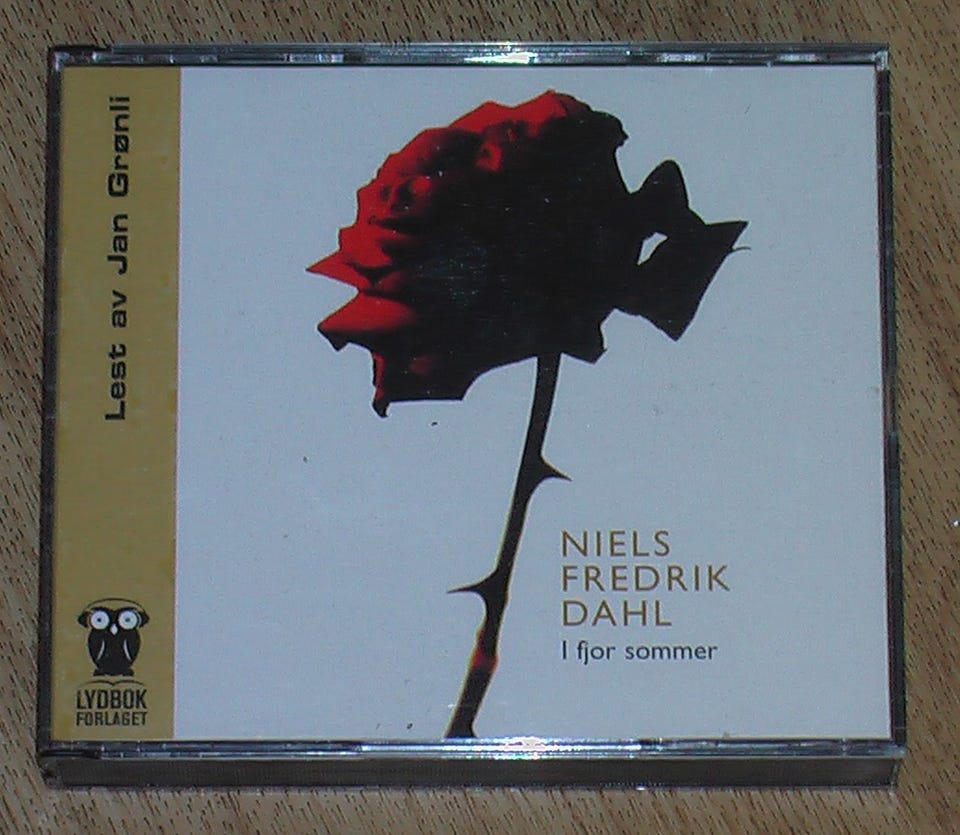 Lest av Jan Grønli
NIELS
FREDRIK
DAHL
I fjor sommer
LYDBOK
FORLAGET